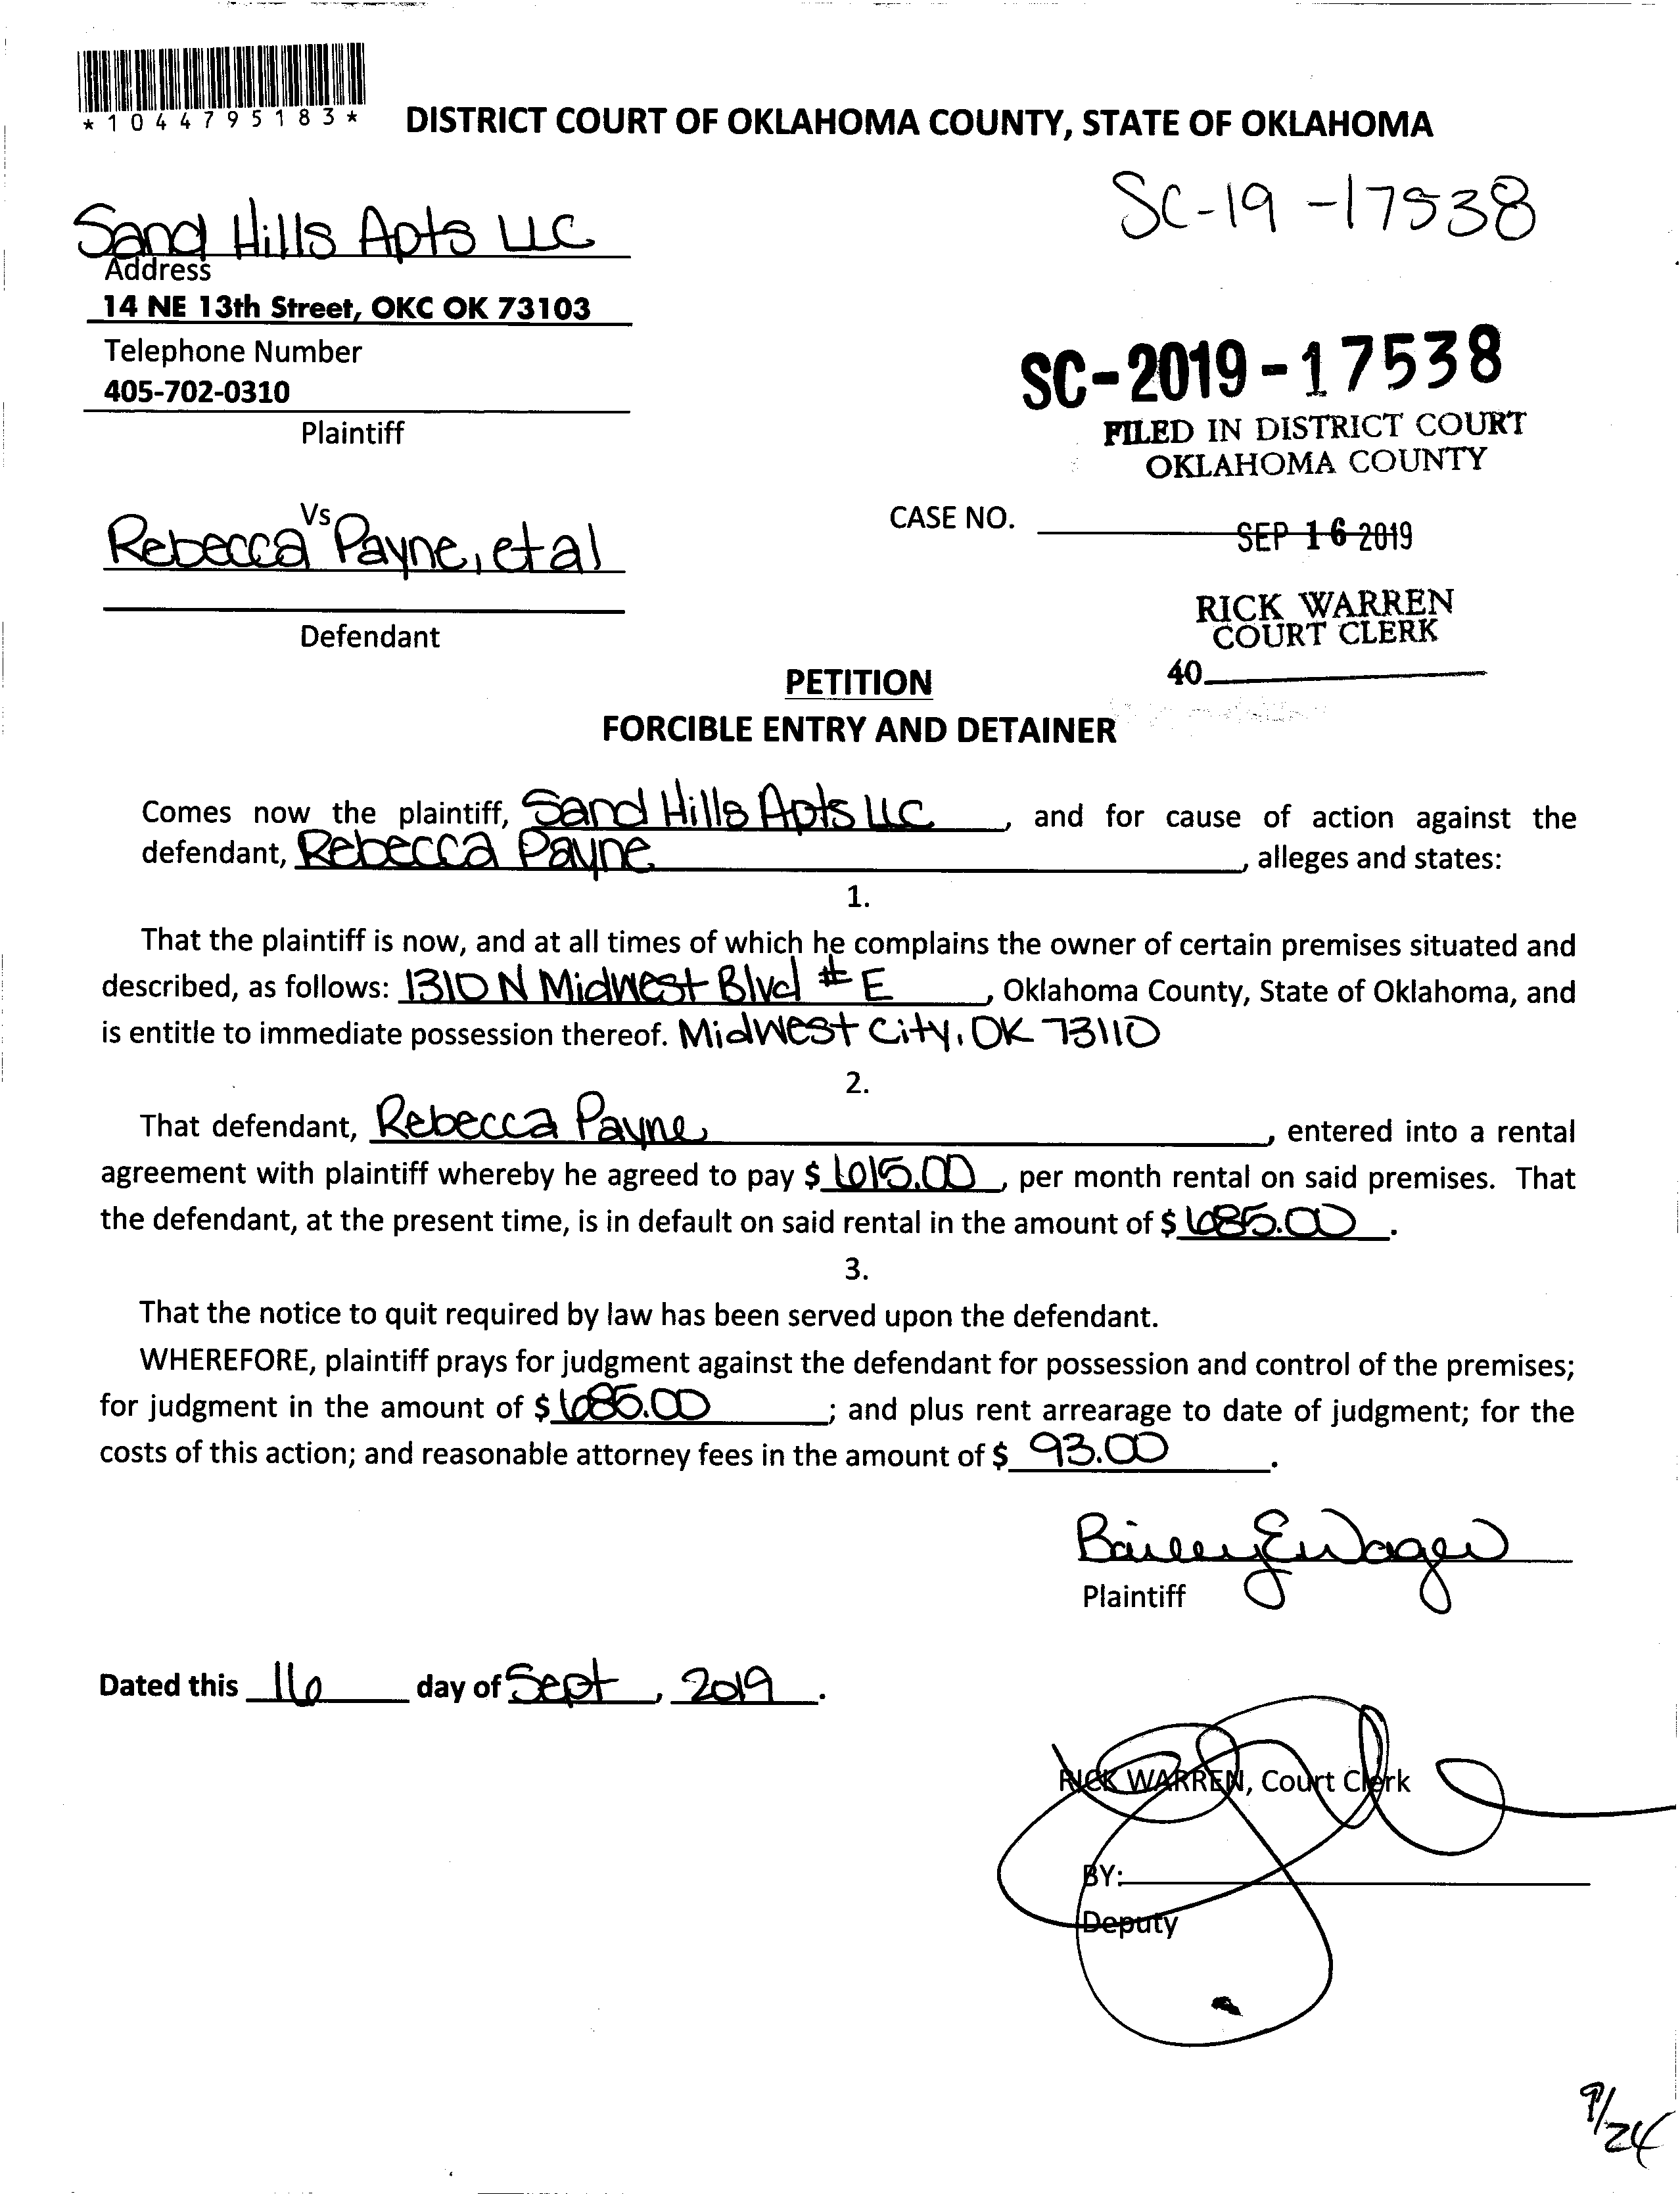 *1044795183*
DISTRICT COURT OF OKLAHOMA COUNTY, STATE OF OKLAHOMA
SC-19-17538
Sand Hills Apts LLC
Address
14 NE 13th Street, OKC OK 73103
Telephone Number
405-702-0310
Plaintiff
SC-2019-17538
FILED IN DISTRICT COURT
OKLAHOMA COUNTY
Vs
Rebecca Payne, et al
CASE NO.
SEP 16 2019
RICK WARREN
COURT CLERK
Defendant
40
PETITION
FORCIBLE ENTRY AND DETAINER
Comes now the plaintiff, Sand Hills Apts LLC, and for cause of action against the
defendant, Rebecca Payne, alleges and states:
1.
That the plaintiff is now, and at all times of which he complains the owner of certain premises situated and
described, as follows: 1310 N Midwest Blvd # E, Oklahoma County, State of Oklahoma, and
is entitle to immediate possession thereof. Midwest City, OK 73110
2.
That defendant, Rebecca Payne, entered into a rental
agreement with plaintiff whereby he agreed to pay $ 615.00, per month rental on said premises. That
the defendant, at the present time, is in default on said rental in the amount of $ 685.00.
3.
That the notice to quit required by law has been served upon the defendant.
WHEREFORE, plaintiff prays for judgment against the defendant for possession and control of the premises;
for judgment in the amount of $ 685.00; and plus rent arrearage to date of judgment; for the
costs of this action; and reasonable attorney fees in the amount of $ 93.00.
Bailey E Wager
Plaintiff
Dated this 16 day of Sept, 2019.
RICK WARREN, Court Clerk
BY:
Deputy
9/24